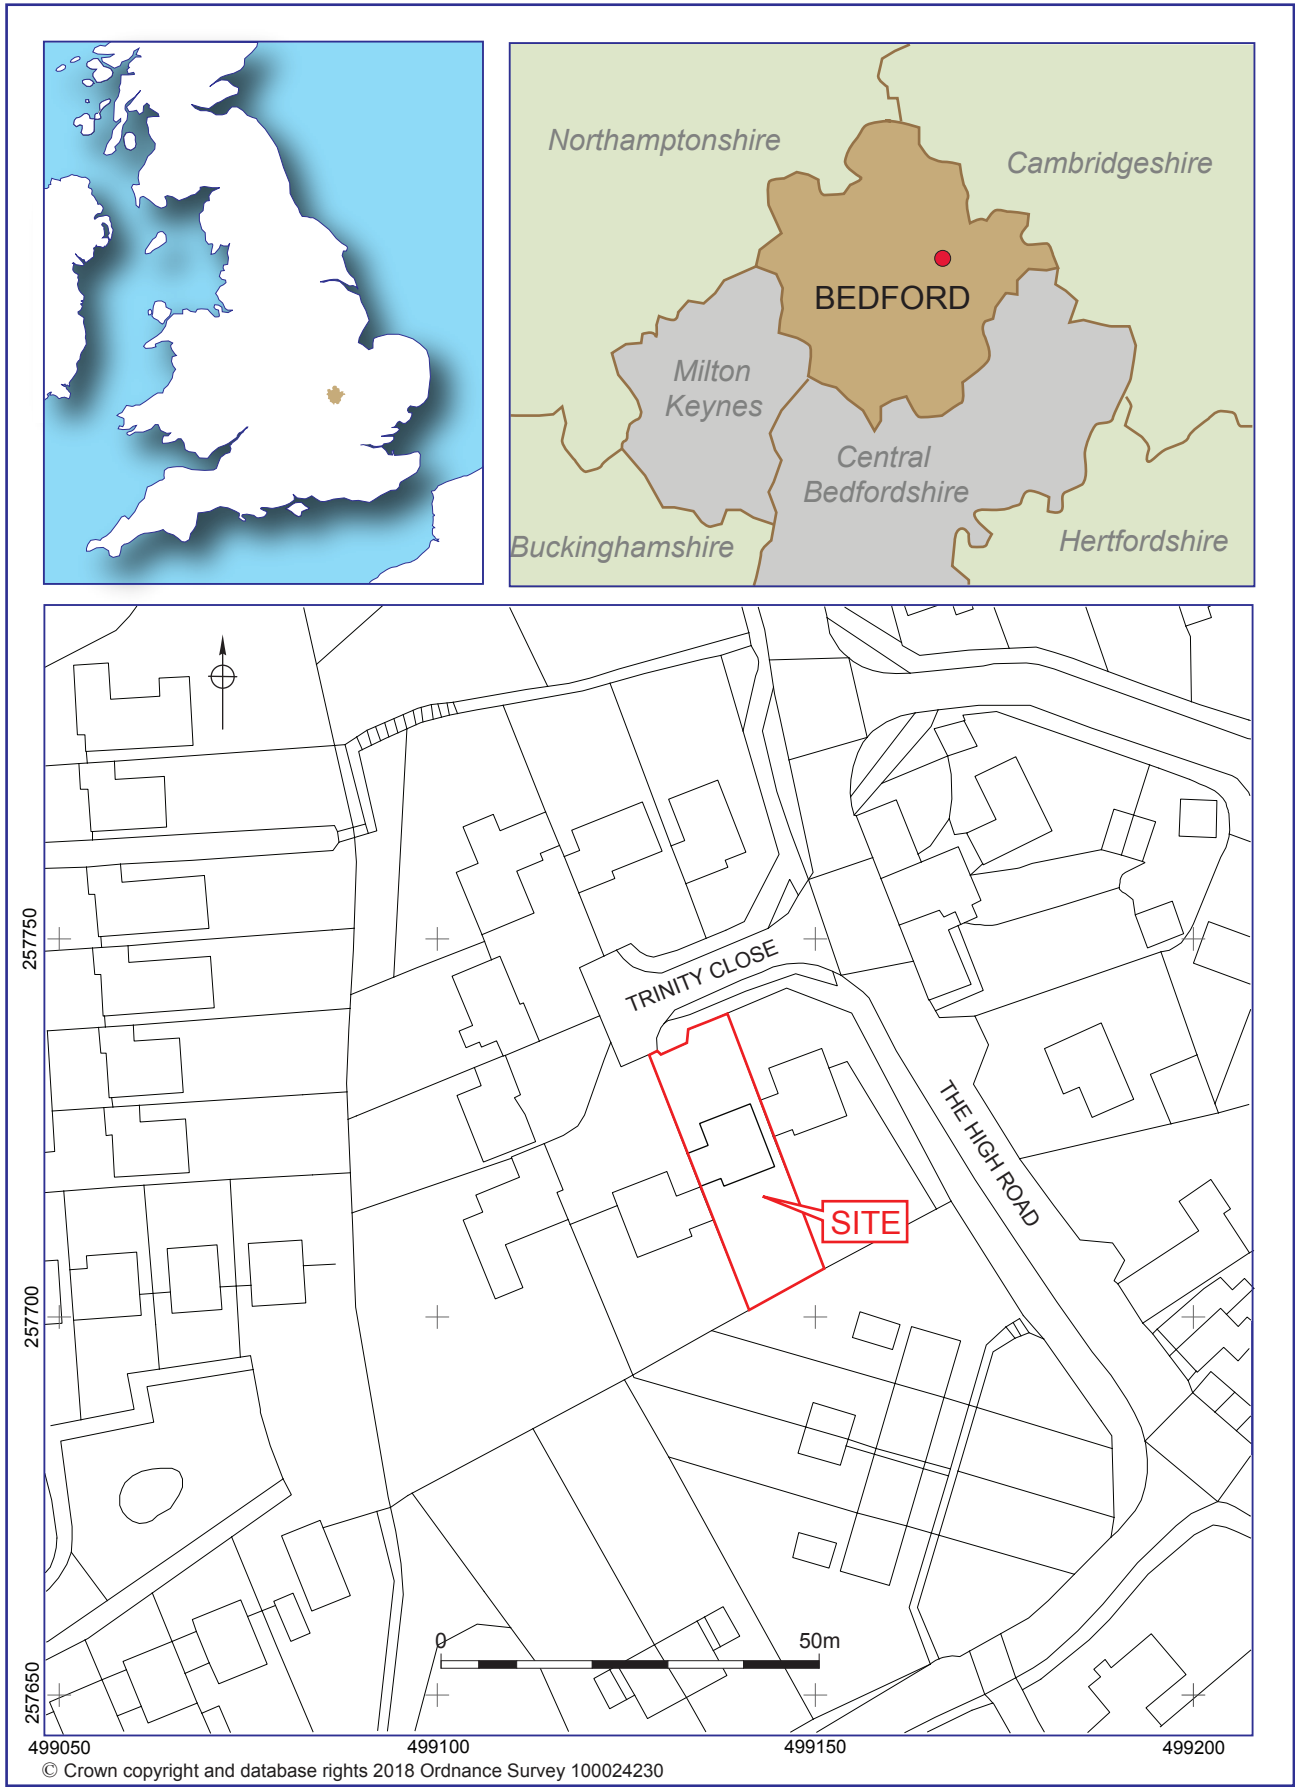 Northamptonshire
Cambridgeshire
BEDFORD
Milton
Keynes
Central
Bedfordshire
Buckinghamshire
Hertfordshire
257750
TRINITY CLOSE
THE HIGH ROAD
SITE
257700
0
50m
257650
499050
499100
499150
499200
© Crown copyright and database rights 2018 Ordnance Survey 100024230